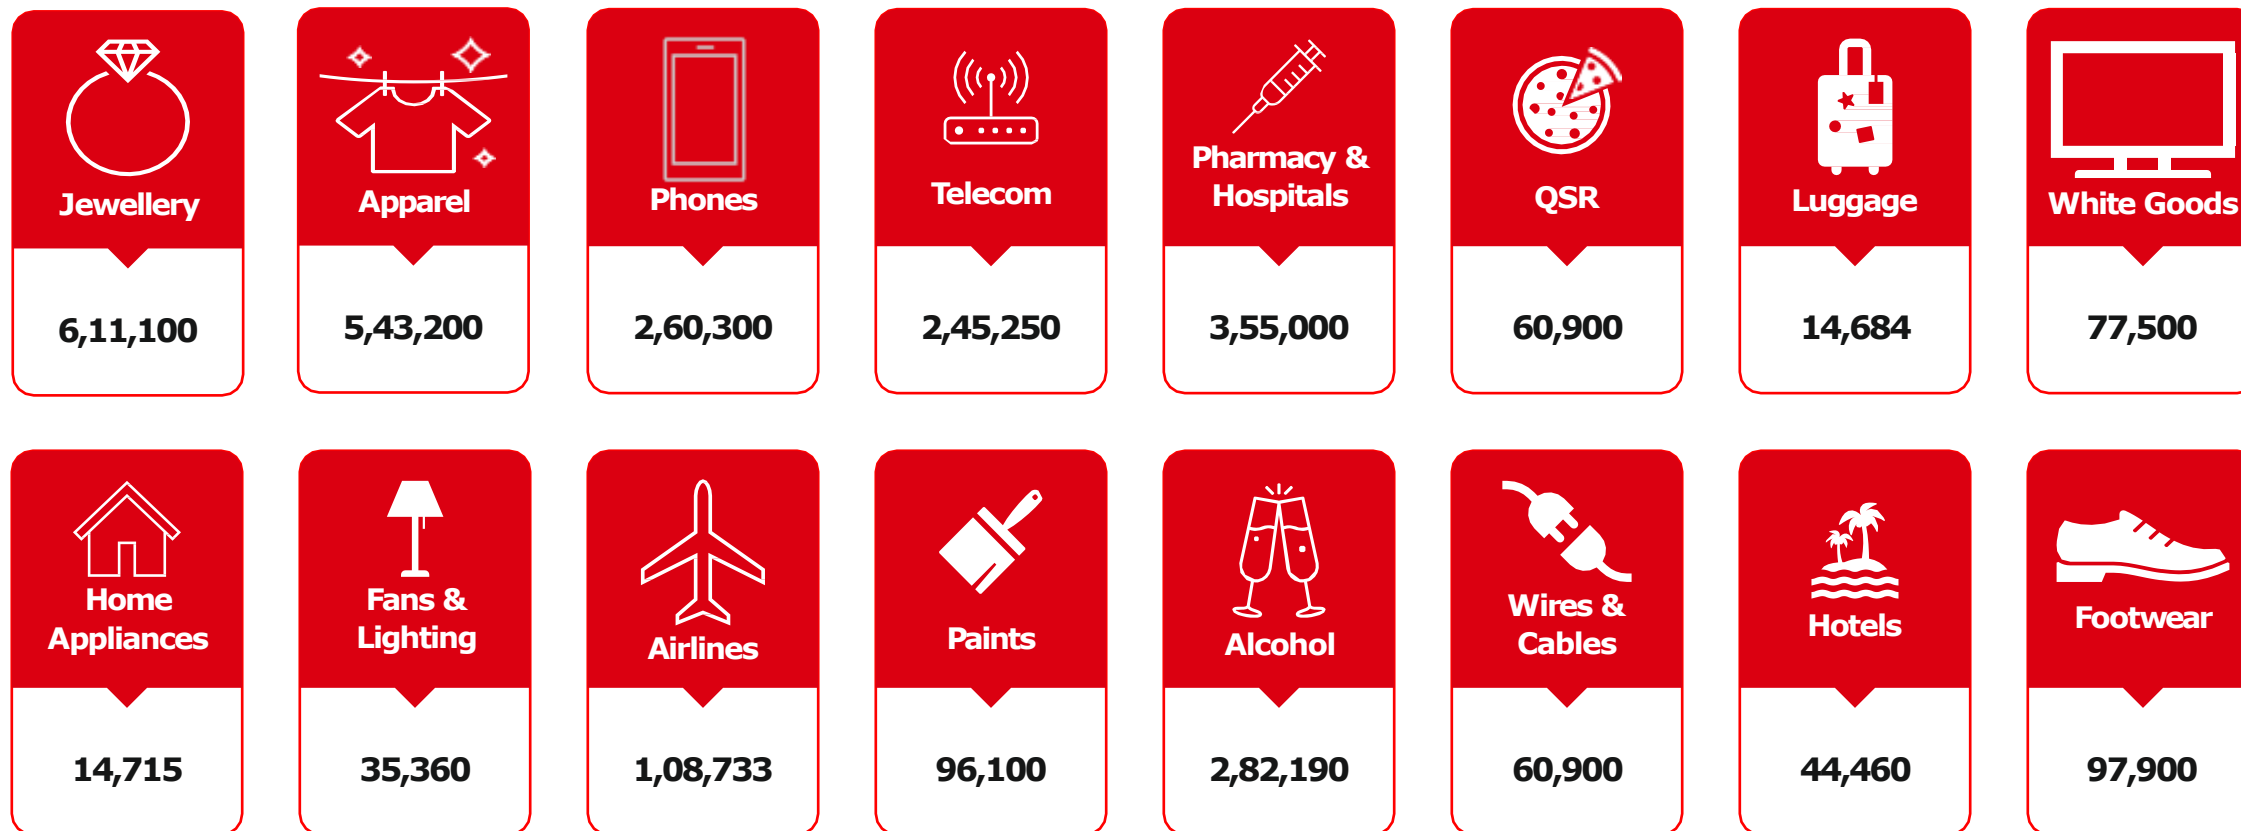 Jewellery
Apparel
Phones
Telecom
Pharmacy &
Hospitals
QSR
Luggage
White Goods
6,11,100
5,43,200
2,60,300
2,45,250
3,55,000
60,900
14,684
77,500
Home
Appliances
Fans &
Lighting
Airlines
Paints
Alcohol
Wires &
Cables
Hotels
Footwear
14,715
35,360
1,08,733
96,100
2,82,190
60,900
44,460
97,900